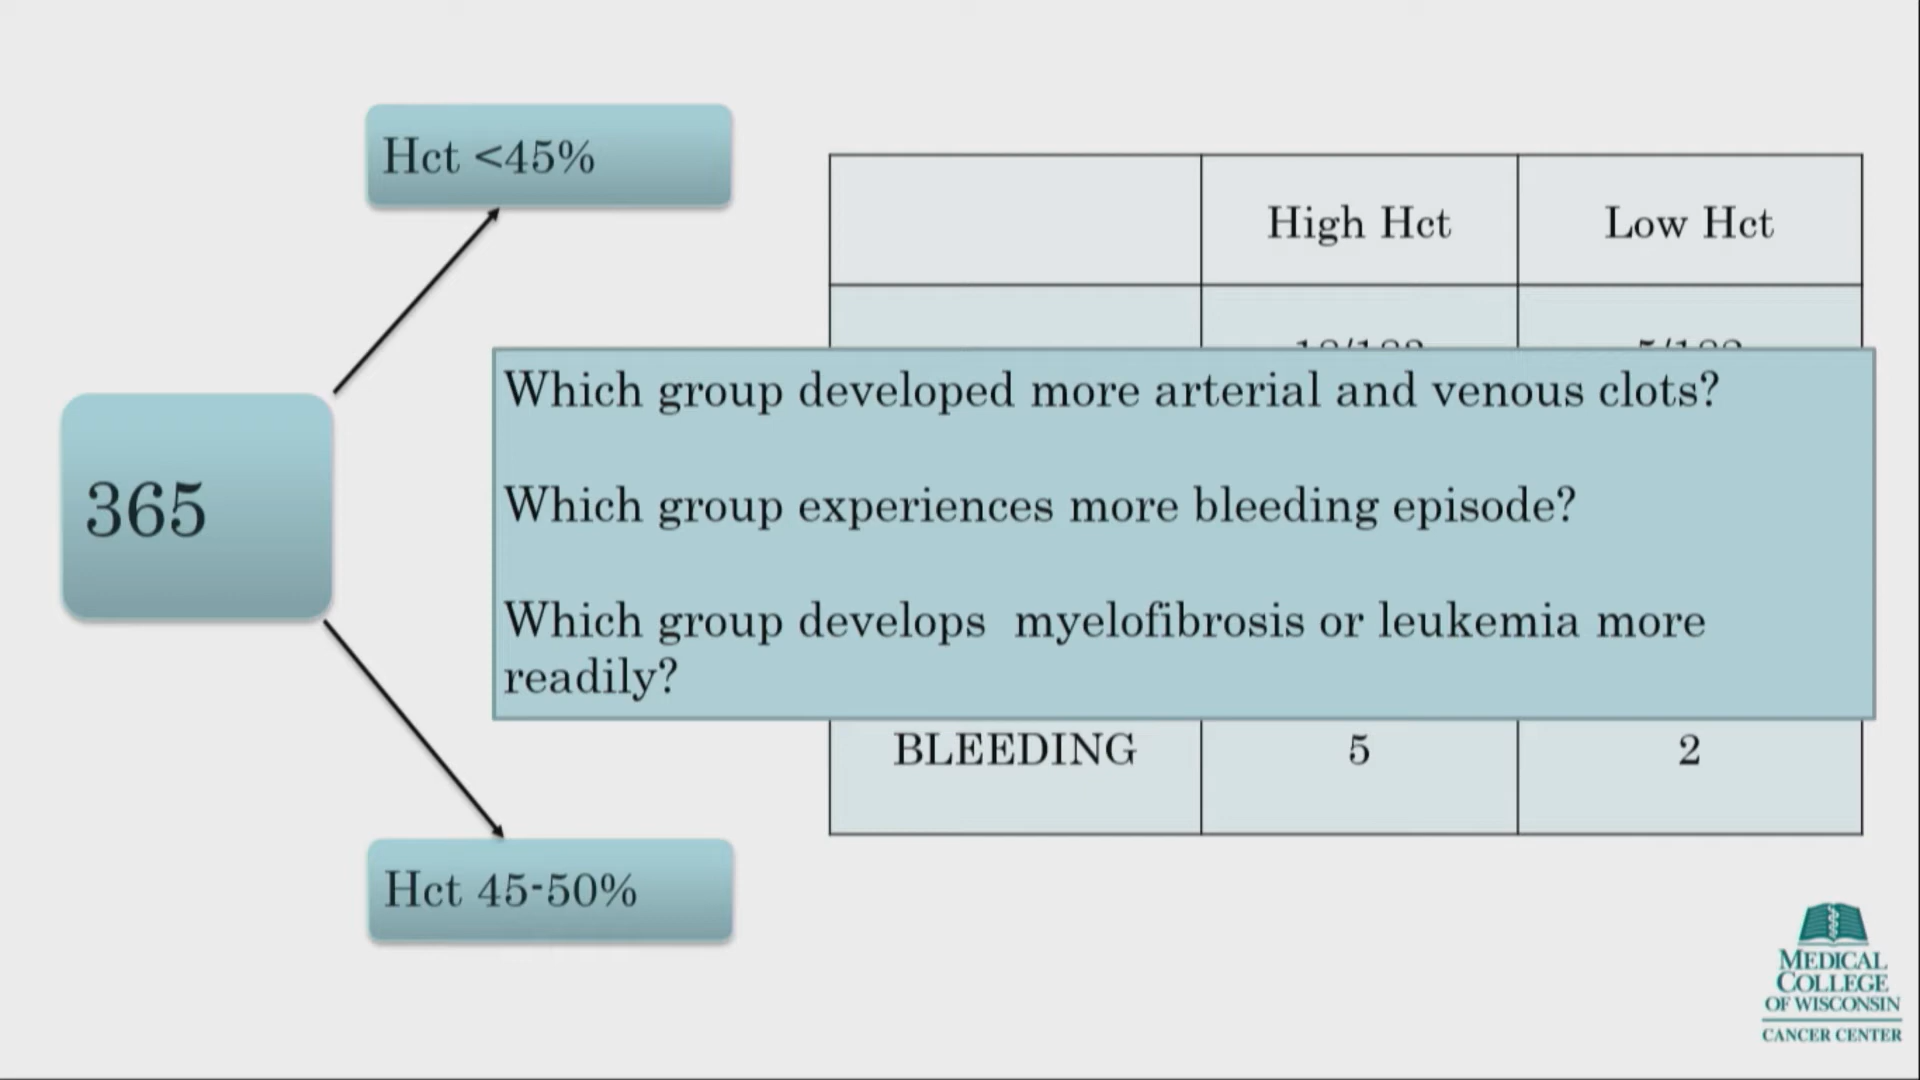 Hct <45%
High Hct
Low Hct
365
Which group developed more arterial and venous clots?
Which group experiences more bleeding episode?
Which group develops  myelofibrosis or leukemia more
readily?
BLEEDING
5
2
Hct 45-50%
MEDICAL
COLLEGE
OF WISCONSIN
CANCER CENTER